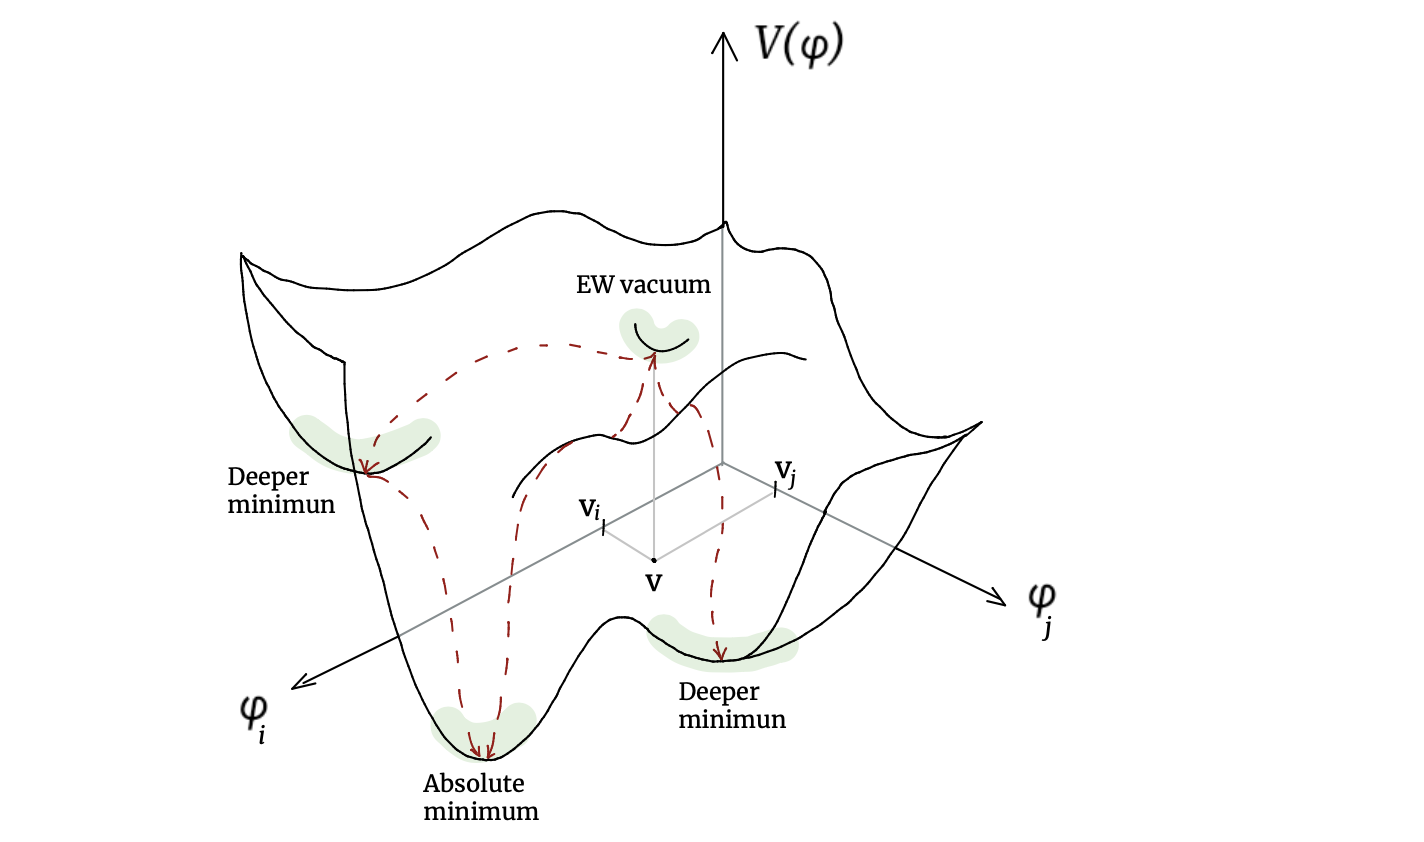 V(φ)
EW vacuum
Deeper
minimun
v_i
v_j
v
φ_j
φ_i
Deeper
minimun
Absolute
minimum